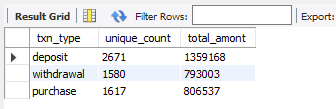 Result Grid Filter Rows: Export:
txn_type unique_count total_amont
deposit 2671 1359168
withdrawal 1580 793003
purchase 1617 806537